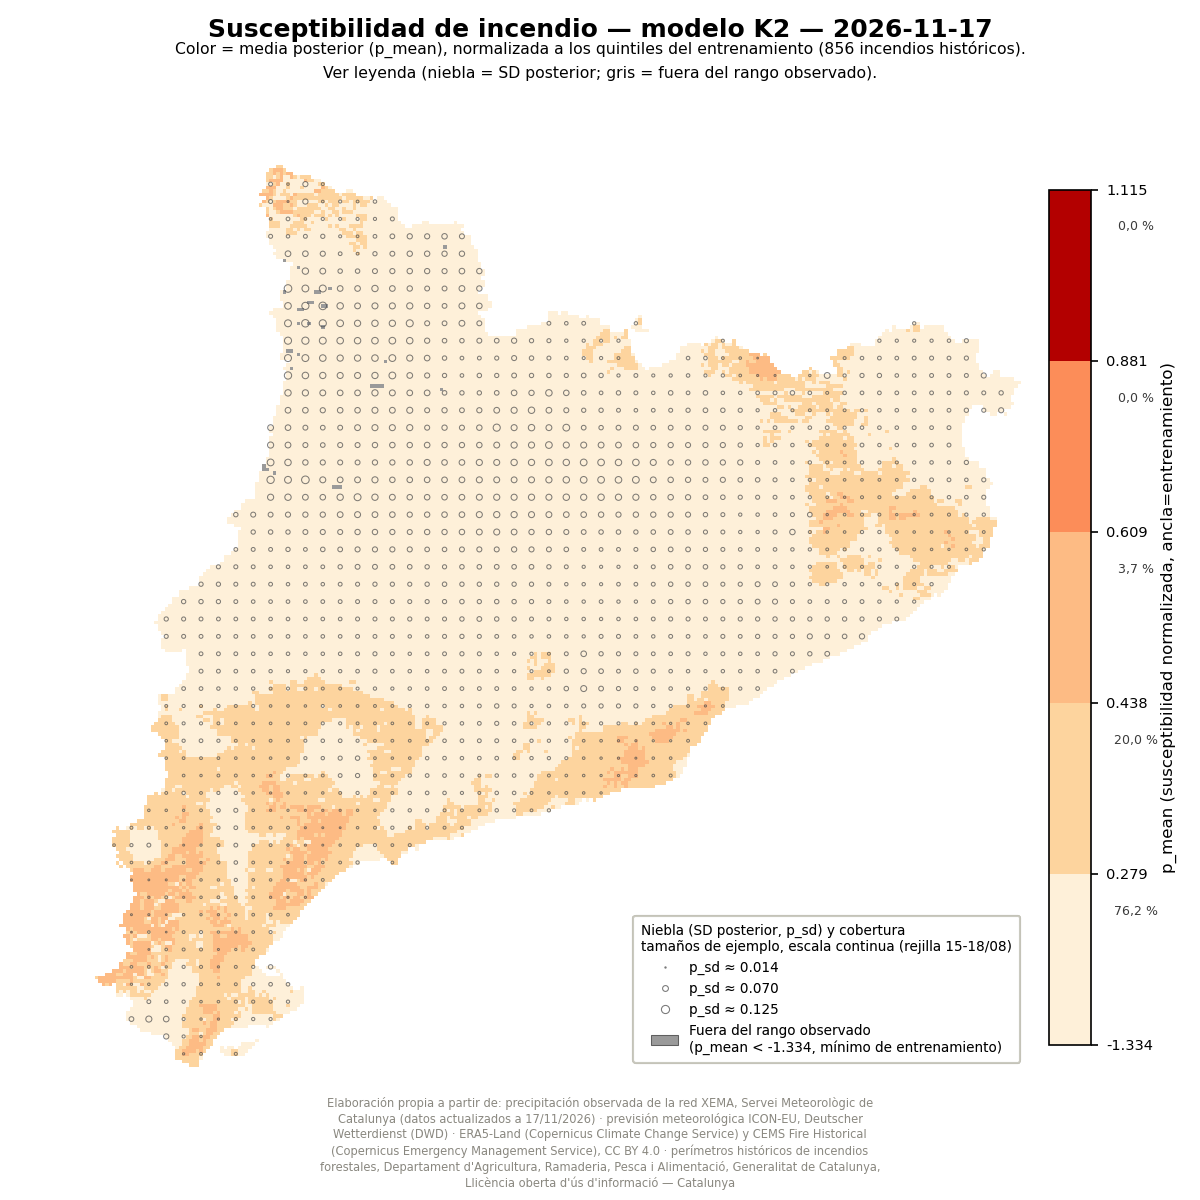 Susceptibilidad de incendio — modelo K2 — 2026-11-17
Color = media posterior (p_mean), normalizada a los quintiles del entrenamiento (856 incendios históricos).
Ver leyenda (niebla = SD posterior; gris = fuera del rango observado).
1.115
0,0 %
0.881
0,0 %
0.609
3,7 %
0.438
20,0 %
0.279
76,2 %
-1.334
p_mean (susceptibilidad normalizada, ancla=entrenamiento)
Niebla (SD posterior, p_sd) y cobertura
tamaños de ejemplo, escala continua (rejilla 15-18/08)
p_sd ≈ 0.014
p_sd ≈ 0.070
p_sd ≈ 0.125
Fuera del rango observado
(p_mean < -1.334, mínimo de entrenamiento)
Elaboración propia a partir de: precipitación observada de la red XEMA, Servei Meteorològic de
Catalunya (datos actualizados a 17/11/2026) · previsión meteorológica ICON-EU, Deutscher
Wetterdienst (DWD) · ERA5-Land (Copernicus Climate Change Service) y CEMS Fire Historical
(Copernicus Emergency Management Service), CC BY 4.0 · perímetros históricos de incendios
forestales, Departament d'Agricultura, Ramaderia, Pesca i Alimentació, Generalitat de Catalunya,
Llicència oberta d'ús d'informació — Catalunya